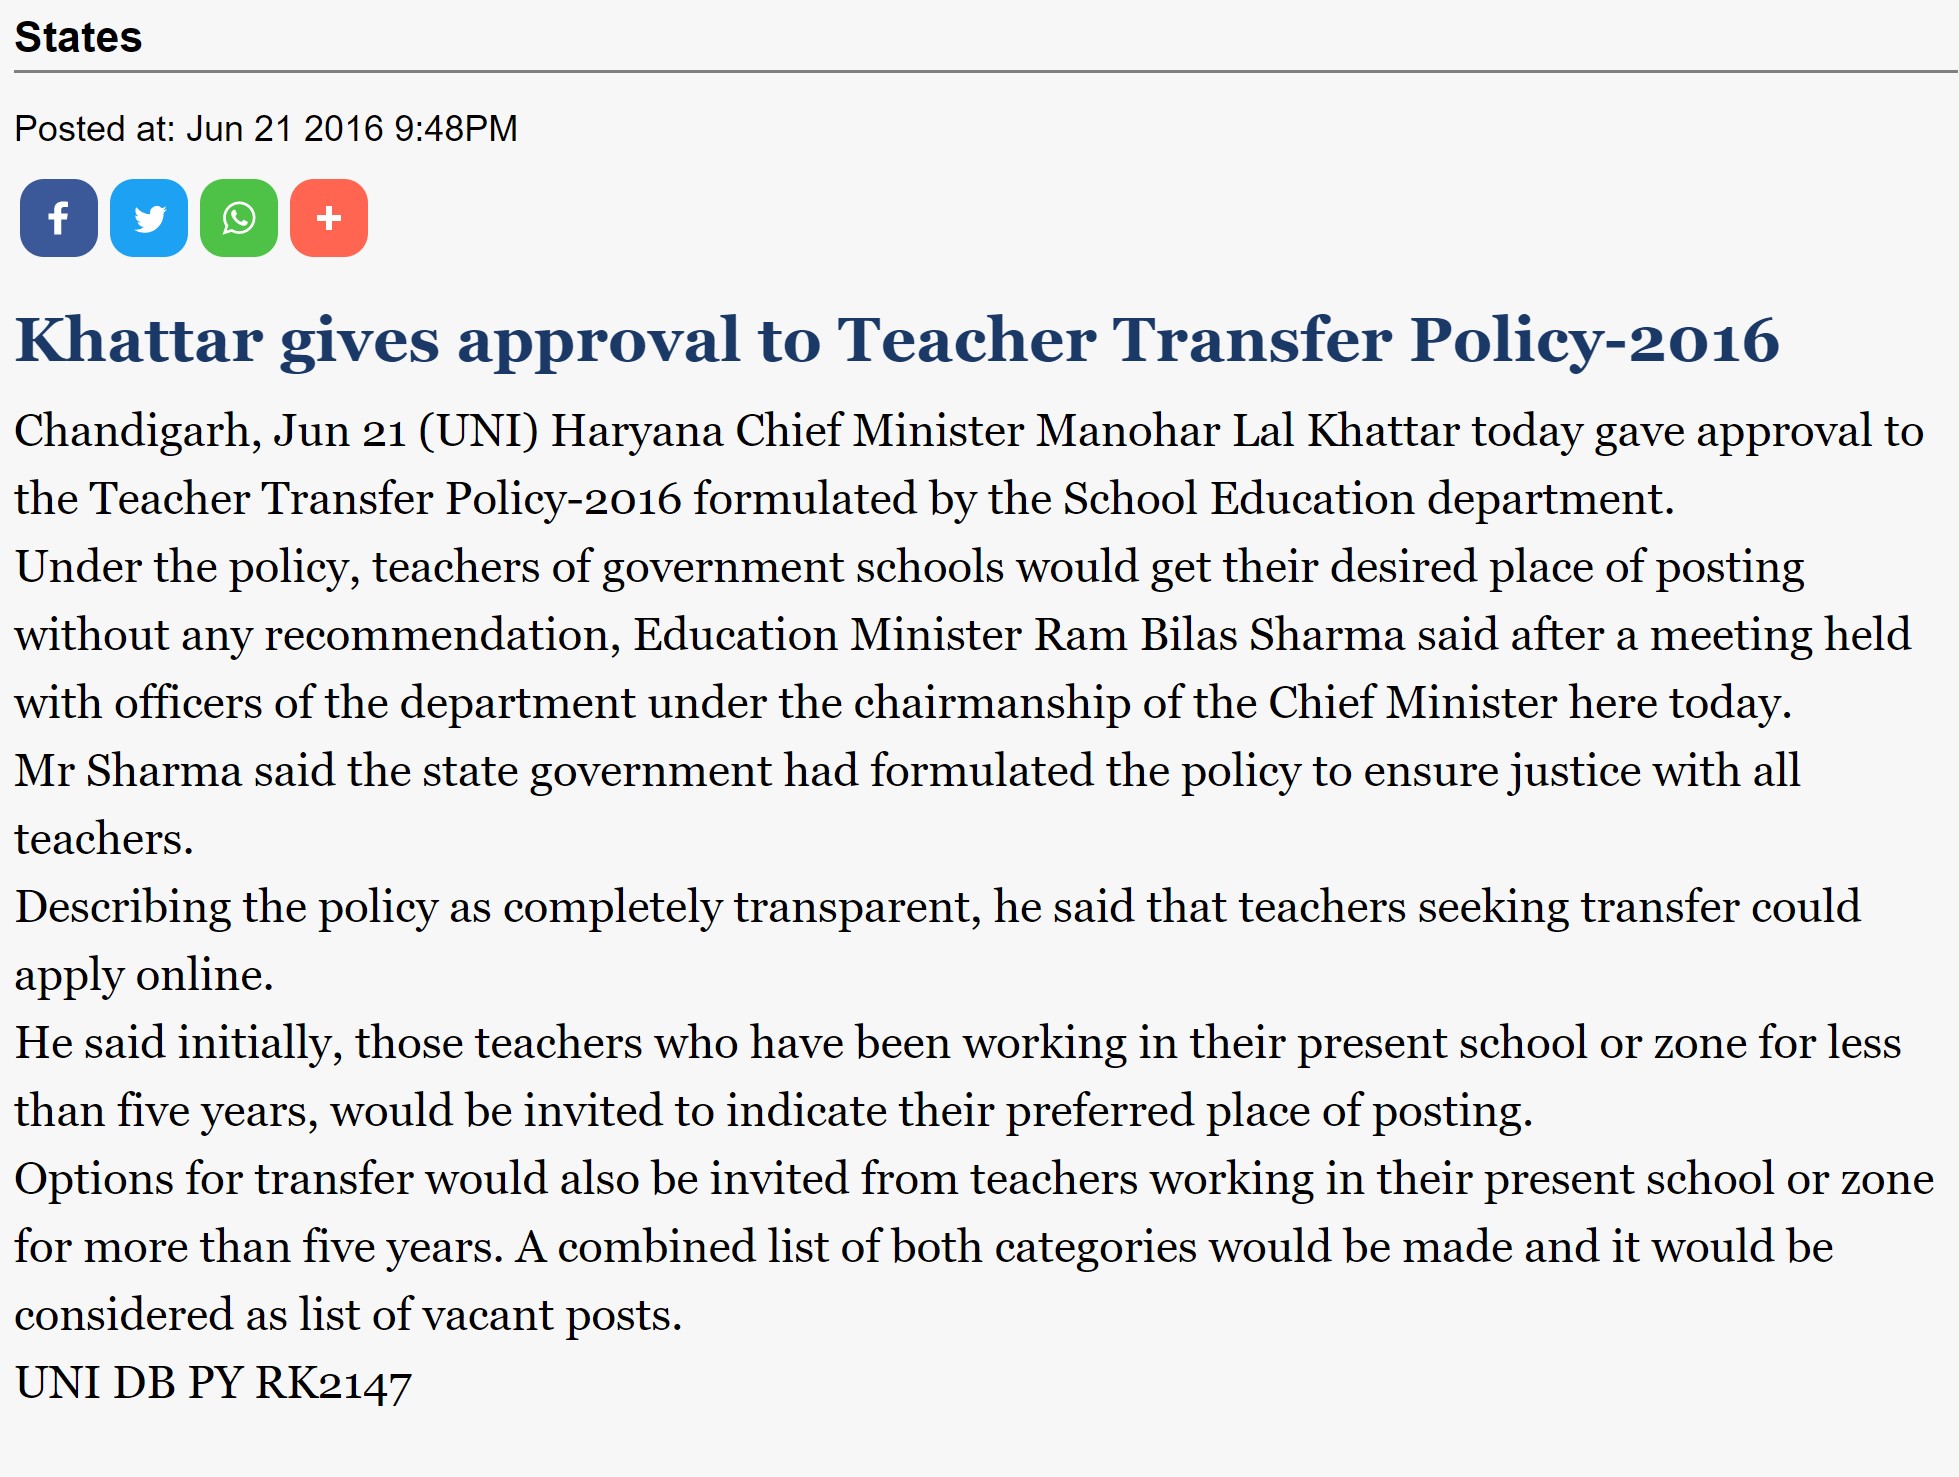 States
Posted at: Jun 21 2016 9:48PM
Khattar gives approval to Teacher Transfer Policy-2016
Chandigarh, Jun 21 (UNI) Haryana Chief Minister Manohar Lal Khattar today gave approval to
the Teacher Transfer Policy-2016 formulated by the School Education department.
Under the policy, teachers of government schools would get their desired place of posting
without any recommendation, Education Minister Ram Bilas Sharma said after a meeting held
with officers of the department under the chairmanship of the Chief Minister here today.
Mr Sharma said the state government had formulated the policy to ensure justice with all
teachers.
Describing the policy as completely transparent, he said that teachers seeking transfer could
apply online.
He said initially, those teachers who have been working in their present school or zone for less
than five years, would be invited to indicate their preferred place of posting.
Options for transfer would also be invited from teachers working in their present school or zone
for more than five years. A combined list of both categories would be made and it would be
considered as list of vacant posts.
UNI DB PY RK2147